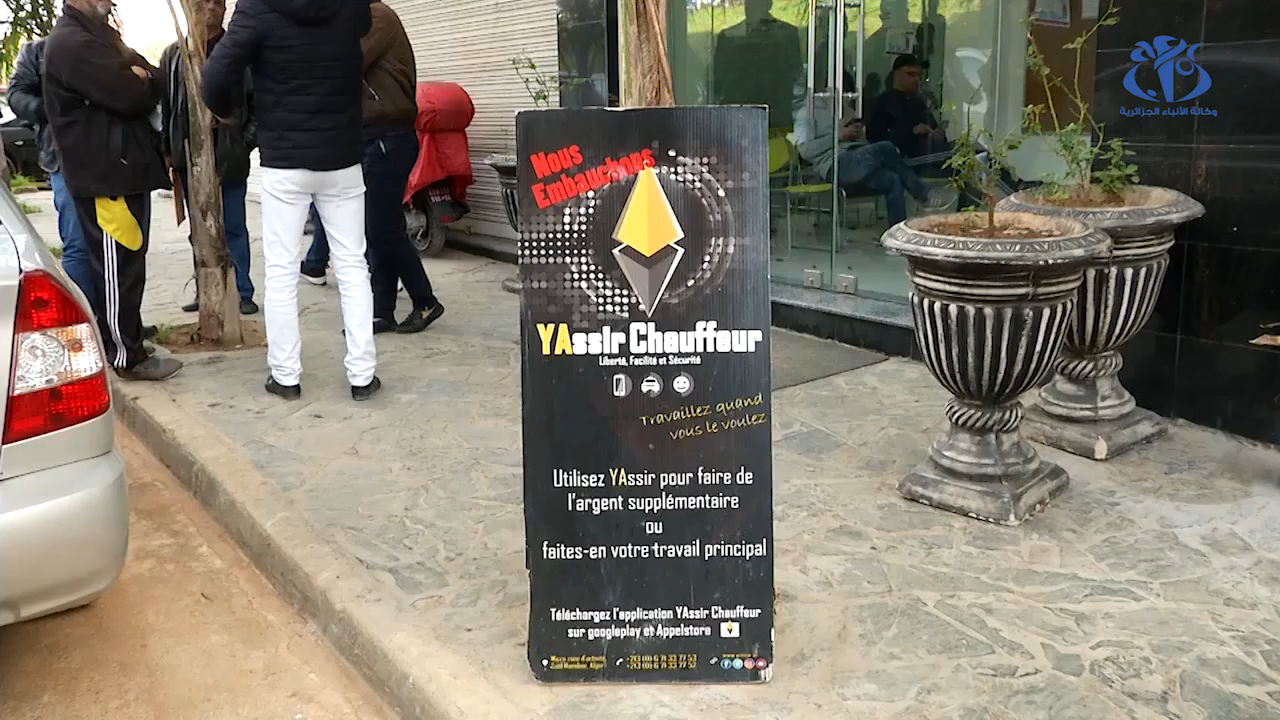 وكالة الأنباء الجزائرية
Nous
Embauchons
YAssir Chauffeur
Liberté, Facilité et Sécurité
Travaillez quand
vous le voulez
Utilisez YAssir pour faire de
l'argent supplémentaire
ou
faites-en votre travail principal
Téléchargez l'application YAssir Chauffeur
sur googleplay et Appelstore